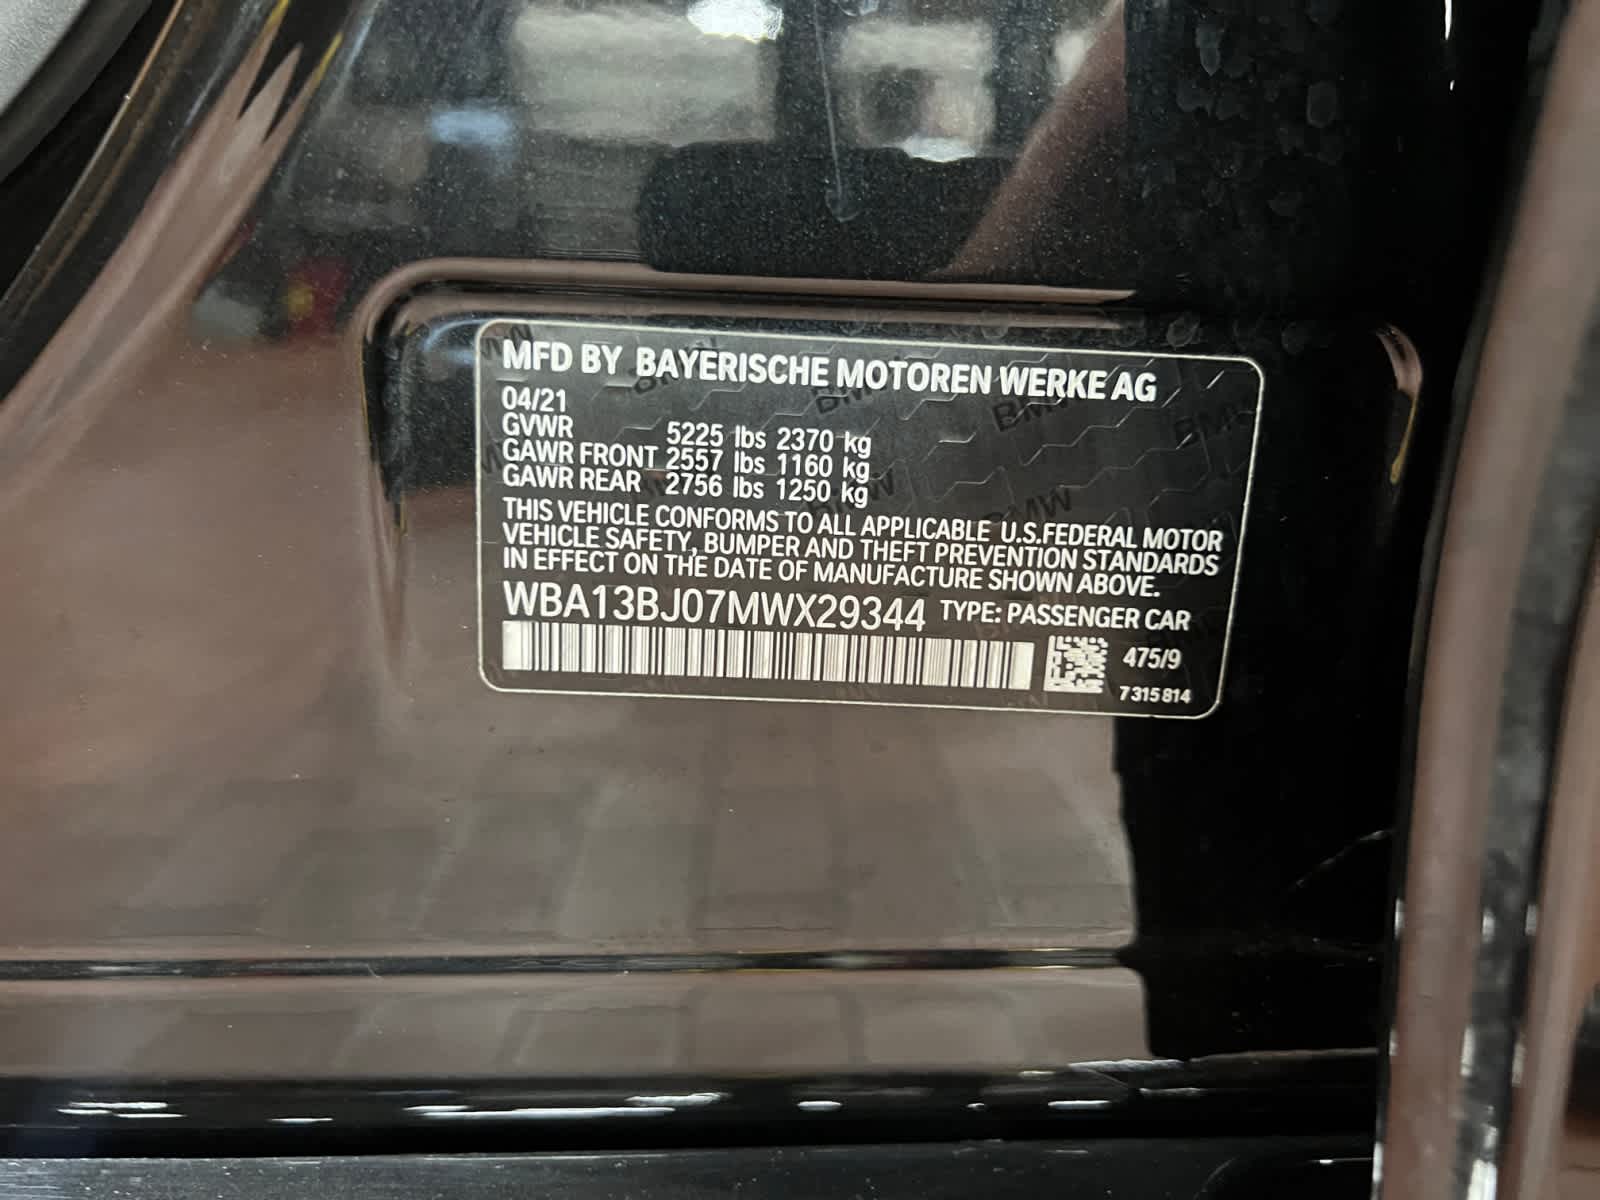 MFD BY BAYERISCHE MOTOREN WERKE AG
04/21
GVWR 5225 lbs 2370 kg
GAWR FRONT 2557 lbs 1160 kg
GAWR REAR 2756 lbs 1250 kg
THIS VEHICLE CONFORMS TO ALL APPLICABLE U.S.FEDERAL MOTOR
VEHICLE SAFETY, BUMPER AND THEFT PREVENTION STANDARDS
IN EFFECT ON THE DATE OF MANUFACTURE SHOWN ABOVE.
WBA13BJ07MWX29344 TYPE: PASSENGER CAR
475/9
7315814